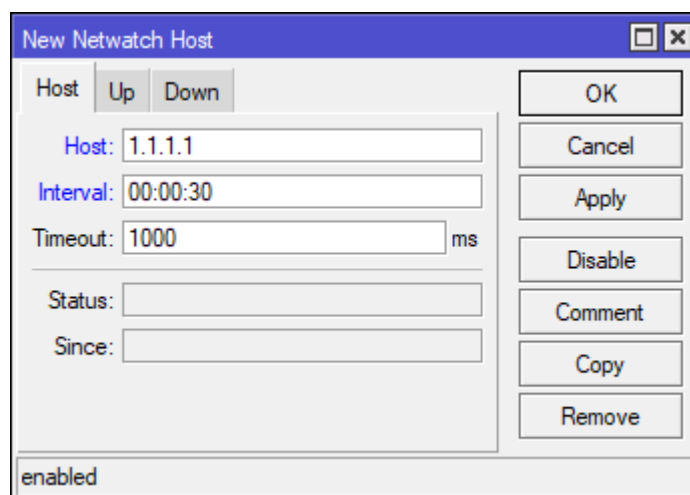 New Netwatch Host
Host Up Down
Host: 1.1.1.1
Interval: 00:00:30
Timeout: 1000 ms
Status:
Since:
OK
Cancel
Apply
Disable
Comment
Copy
Remove
enabled